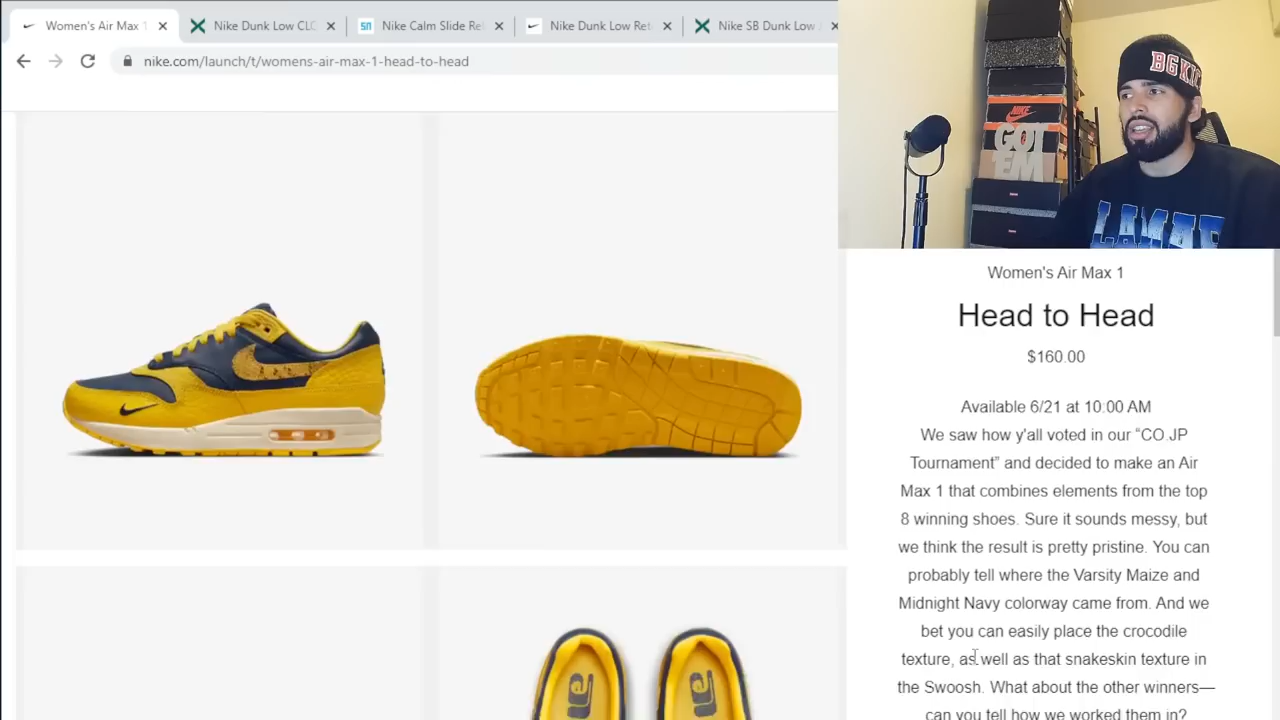 Women's Air Max 1
Nike Dunk Low CLO
Nike Calm Slide Rel
Nike Dunk Low Ret
Nike SB Dunk Low J
nike.com/launch/t/womens-air-max-1-head-to-head
BGKIC
NIKE
GOT
'EM
LAMAR
Women's Air Max 1
Head to Head
$160.00
Available 6/21 at 10:00 AM
We saw how y'all voted in our “CO.JP
Tournament” and decided to make an Air
Max 1 that combines elements from the top
8 winning shoes. Sure it sounds messy, but
we think the result is pretty pristine. You can
probably tell where the Varsity Maize and
Midnight Navy colorway came from. And we
bet you can easily place the crocodile
texture, as well as that snakeskin texture in
the Swoosh. What about the other winners—
can you tell how we worked them in?